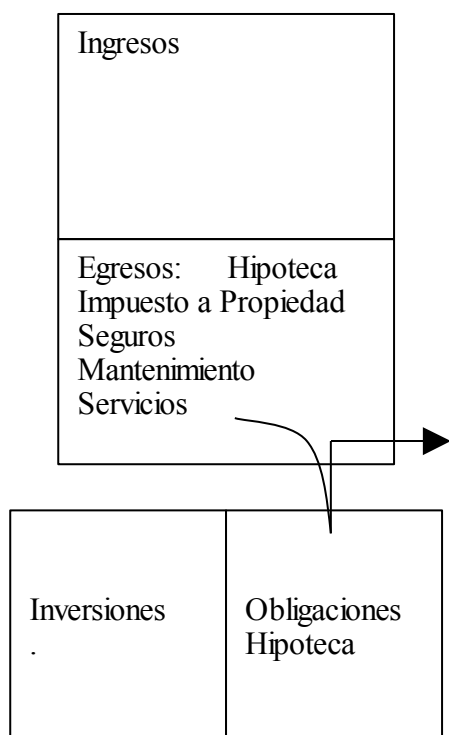 Ingresos
Egresos: Hipoteca
Impuesto a Propiedad
Seguros
Mantenimiento
Servicios
Inversiones
.
Obligaciones
Hipoteca